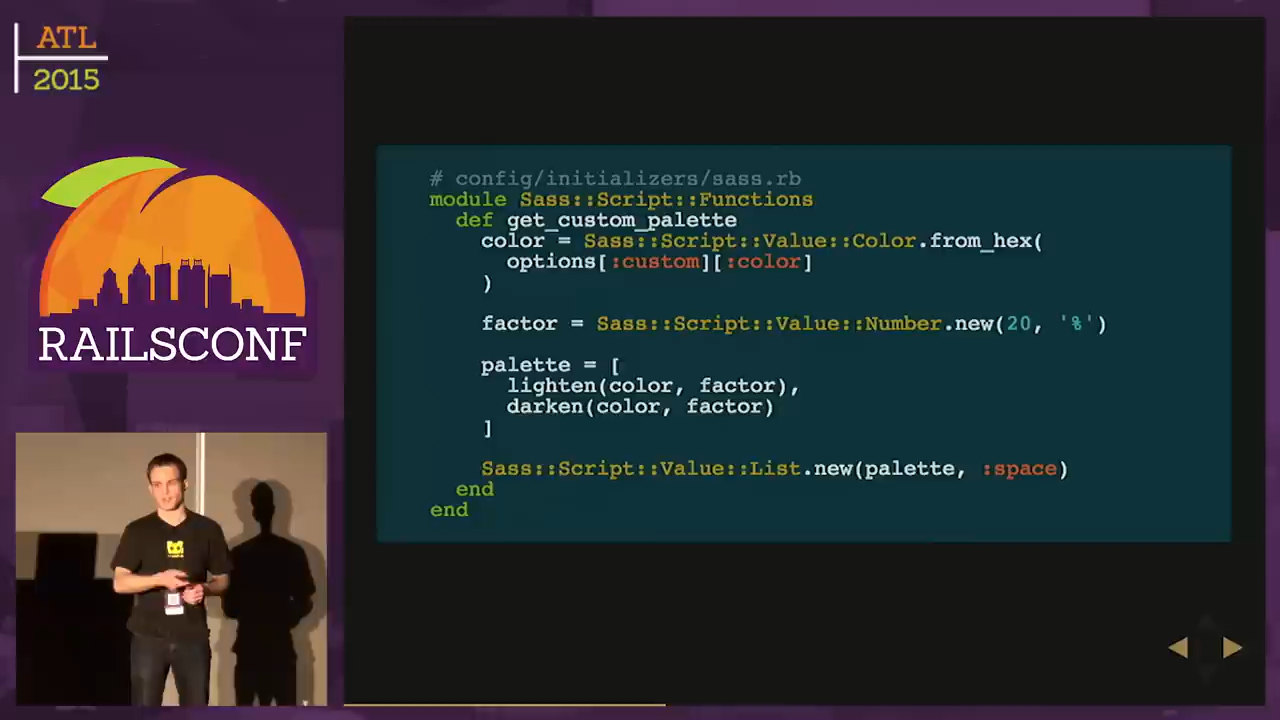 ATL
2015
RAILSCONF
# config/initializers/sass.rb
module Sass::Script::Functions
  def get_custom_palette
    color = Sass::Script::Value::Color.from_hex(
      options[:custom][:color]
    )
    factor = Sass::Script::Value::Number.new(20, '%')
    palette = [
      lighten(color, factor),
      darken(color, factor)
    ]
    Sass::Script::Value::List.new(palette, :space)
  end
end